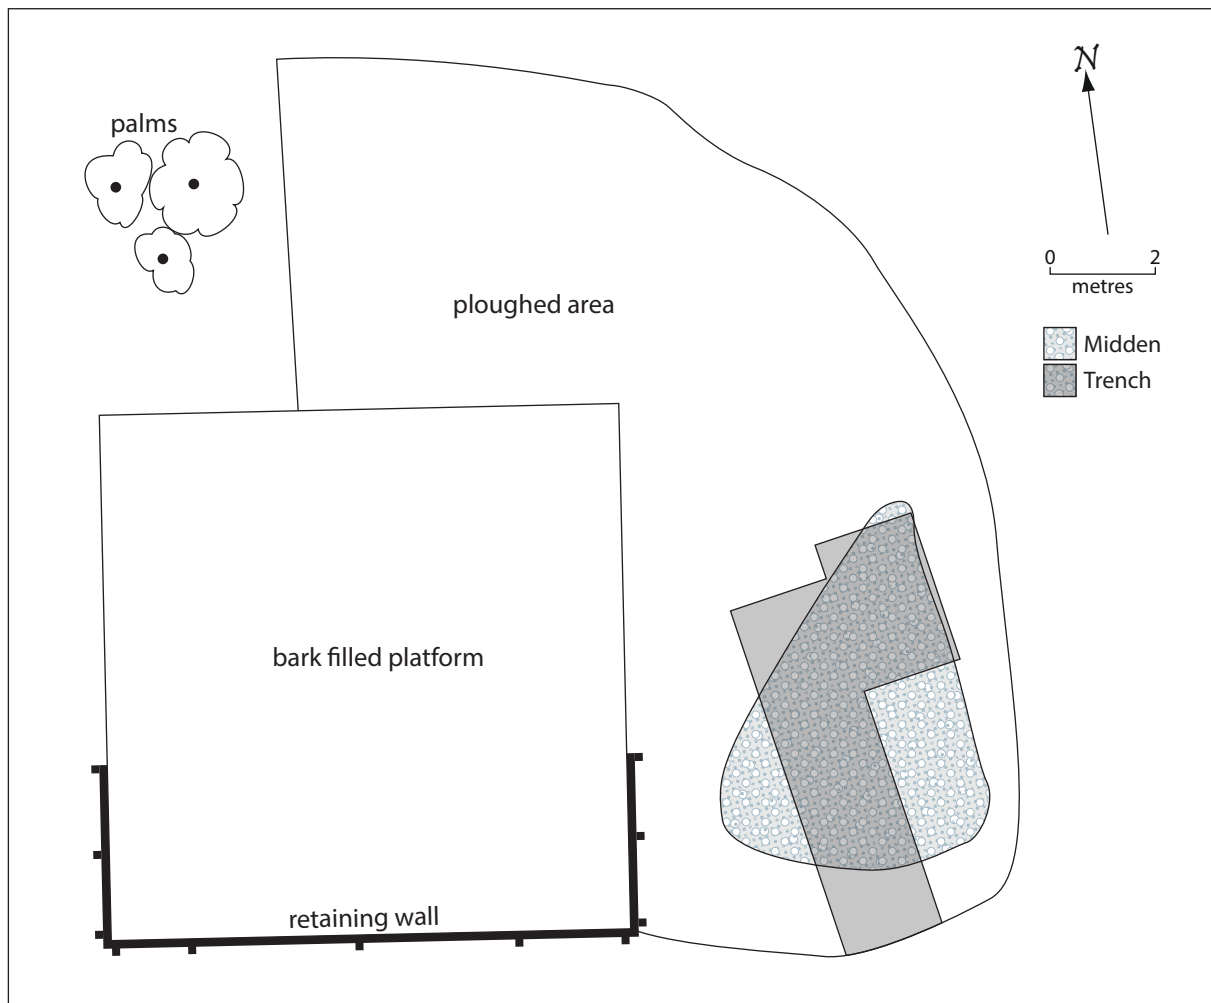 palms
N
0 2
metres
ploughed area
Midden
Trench
bark filled platform
retaining wall